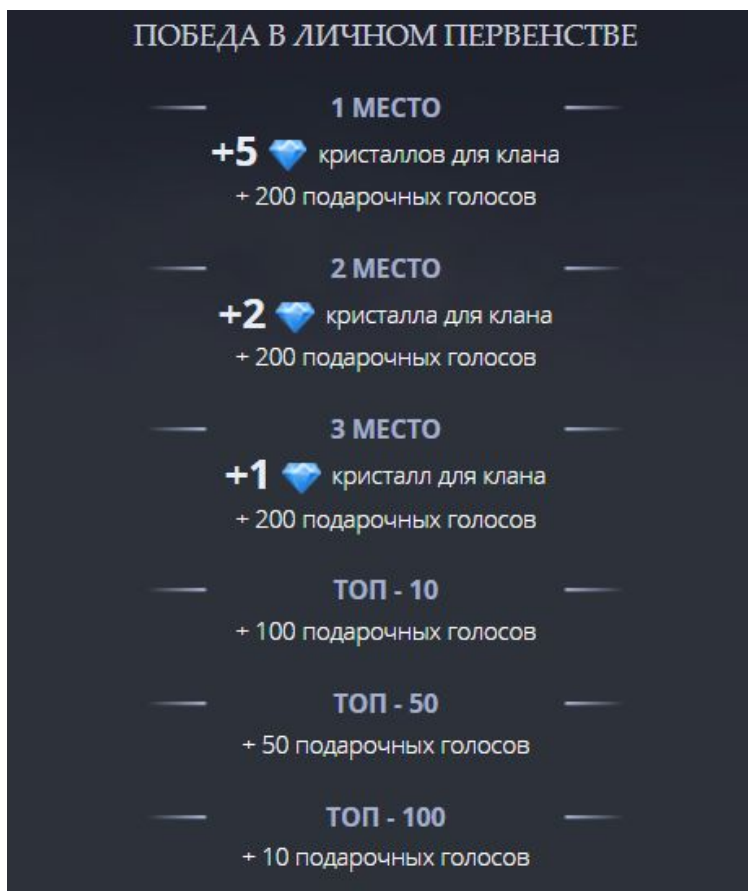 ПОБЕДА В ЛИЧНОМ ПЕРВЕНСТВЕ
1 МЕСТО
+5 кристаллов для клана
+ 200 подарочных голосов
2 МЕСТО
+2 кристалла для клана
+ 200 подарочных голосов
3 МЕСТО
+1 кристалл для клана
+ 200 подарочных голосов
ТОП - 10
+ 100 подарочных голосов
ТОП - 50
+ 50 подарочных голосов
ТОП - 100
+ 10 подарочных голосов